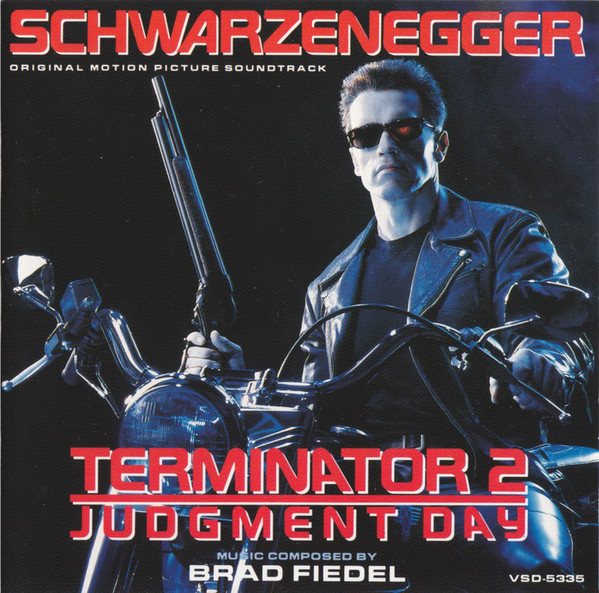 SCHWARZENEGGER
ORIGINAL MOTION PICTURE SOUNDTRACK
TERMINATOR 2
JUDGMENT DAY
MUSIC COMPOSED BY
BRAD FIEDEL
VSD-5335